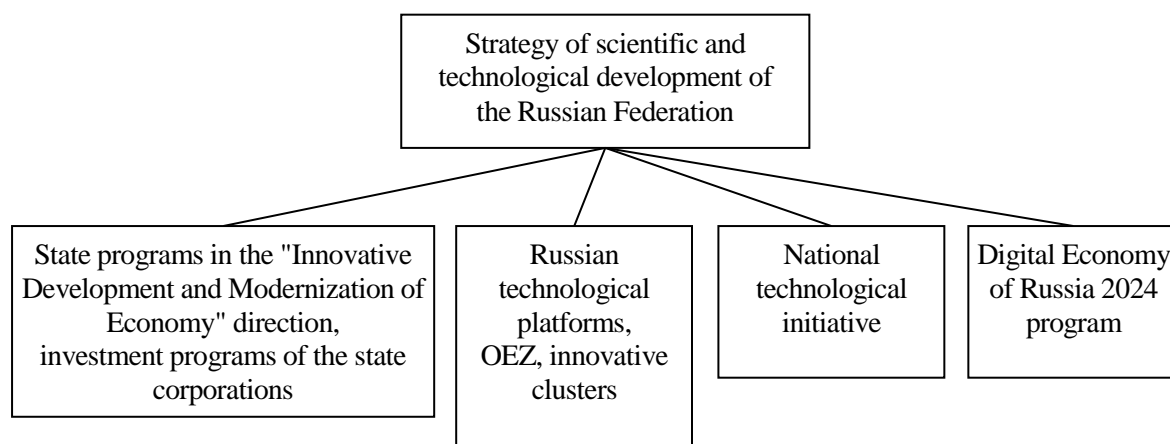 Strategy of scientific and
technological development of
the Russian Federation
State programs in the "Innovative
Development and Modernization of
Economy" direction,
investment programs of the state
corporations
Russian
technological
platforms,
OEZ, innovative
clusters
National
technological
initiative
Digital Economy
of Russia 2024
program